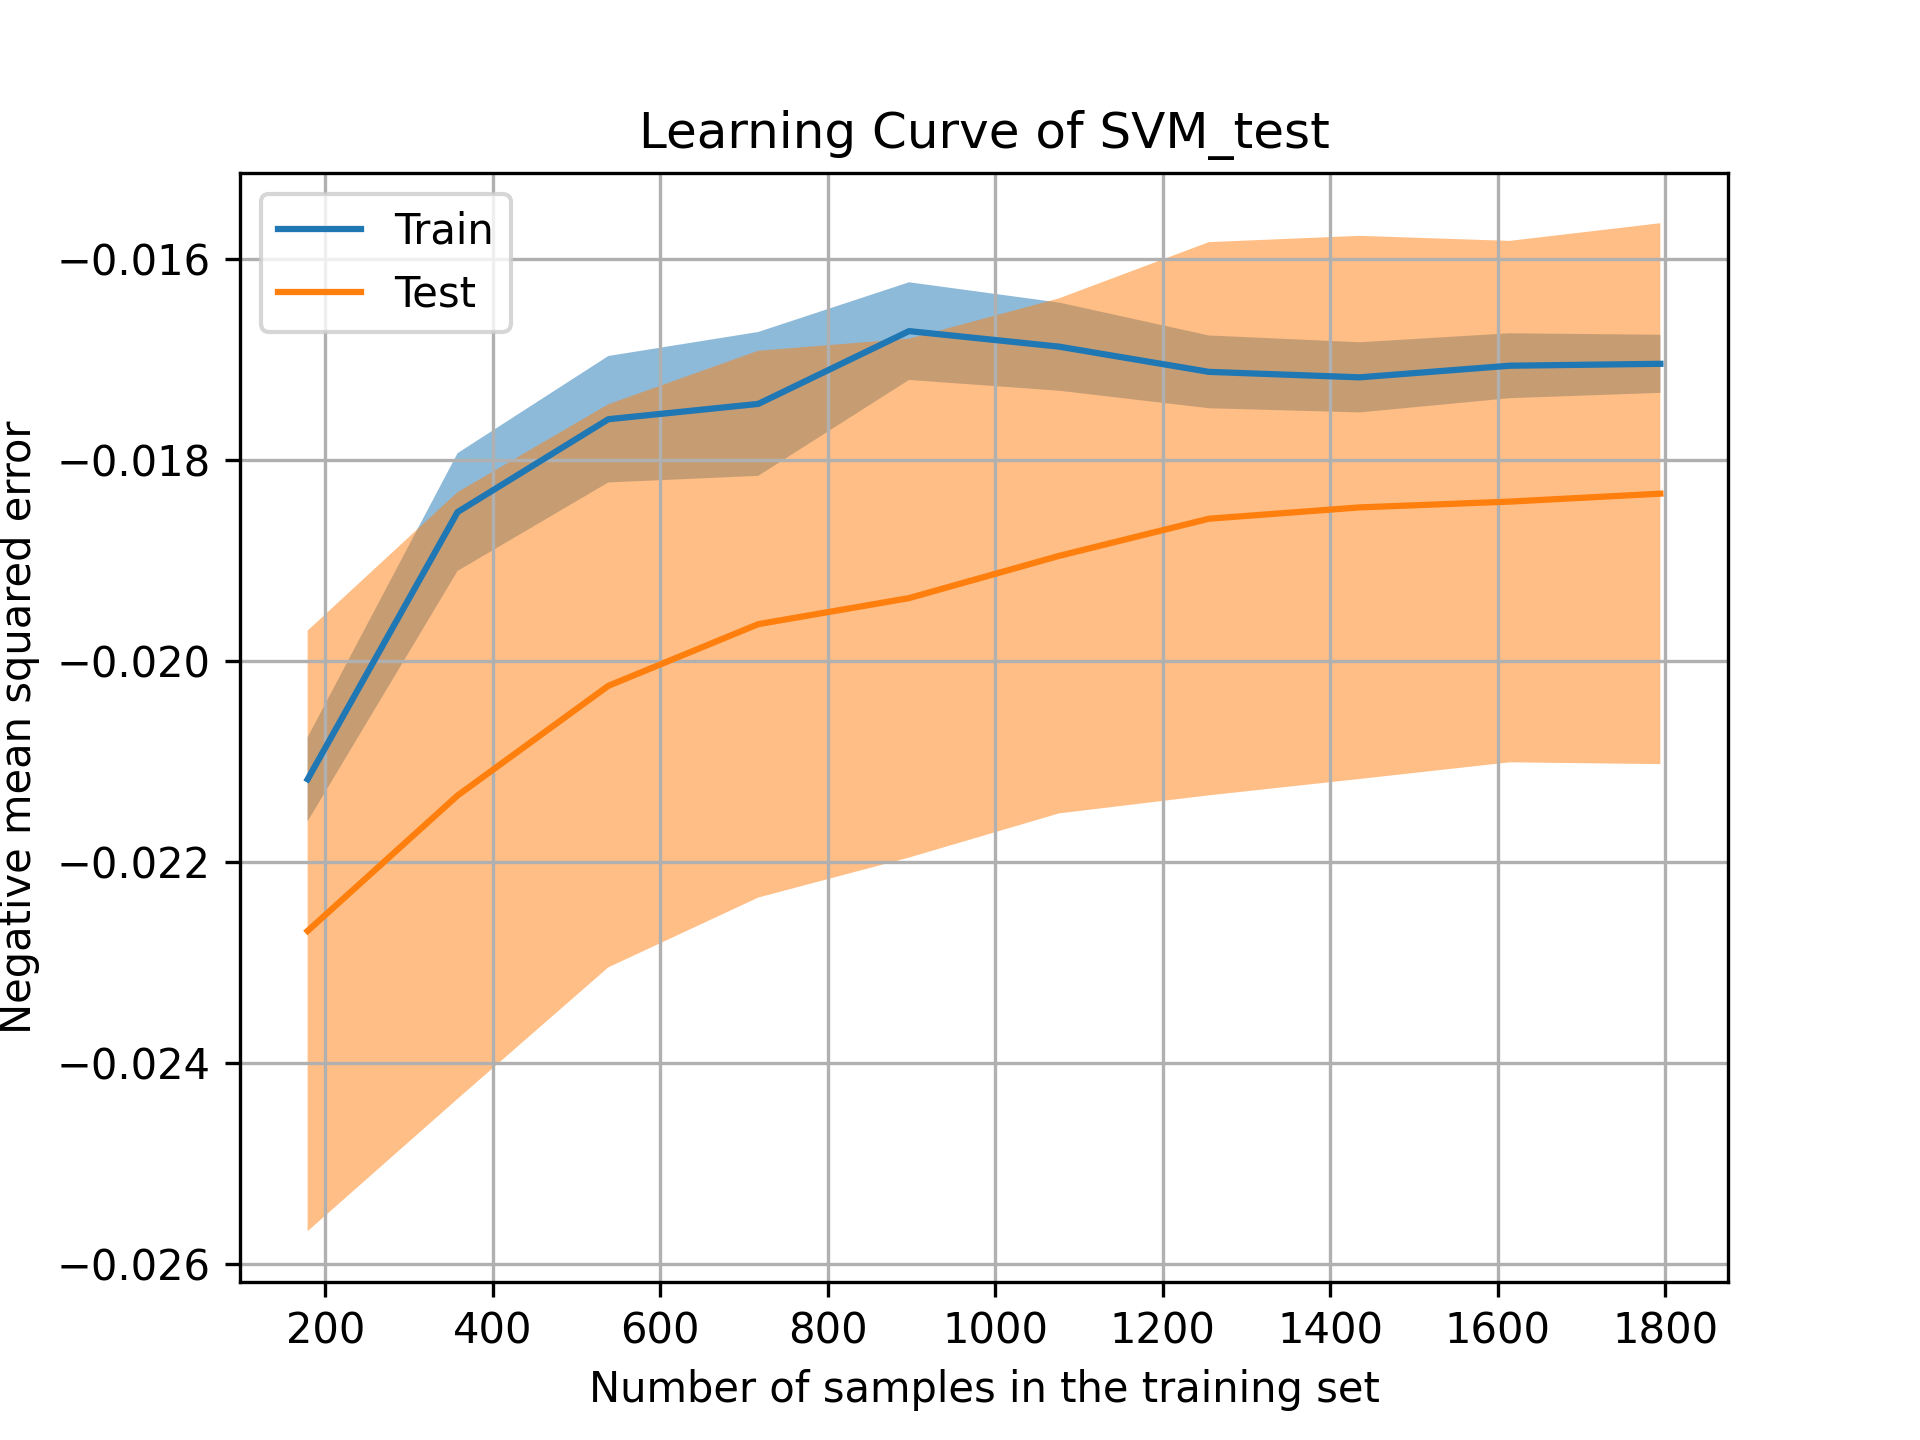 Learning Curve of SVM_test
Train
Test
−0.016
−0.018
−0.020
−0.022
−0.024
−0.026
Negative mean squared error
200 400 600 800 1000 1200 1400 1600 1800
Number of samples in the training set